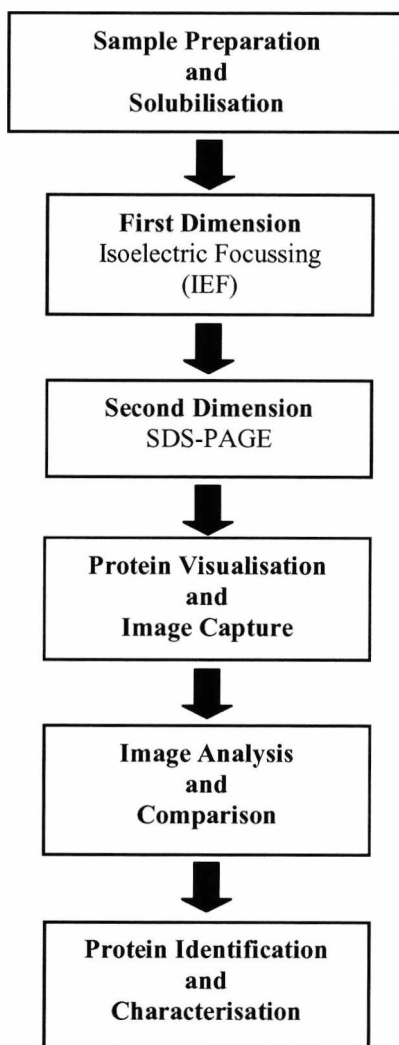 Sample Preparation
and
Solubilisation
First Dimension
Isoelectric Focussing
(IEF)
Second Dimension
SDS-PAGE
Protein Visualisation
and
Image Capture
Image Analysis
and
Comparison
Protein Identification
and
Characterisation